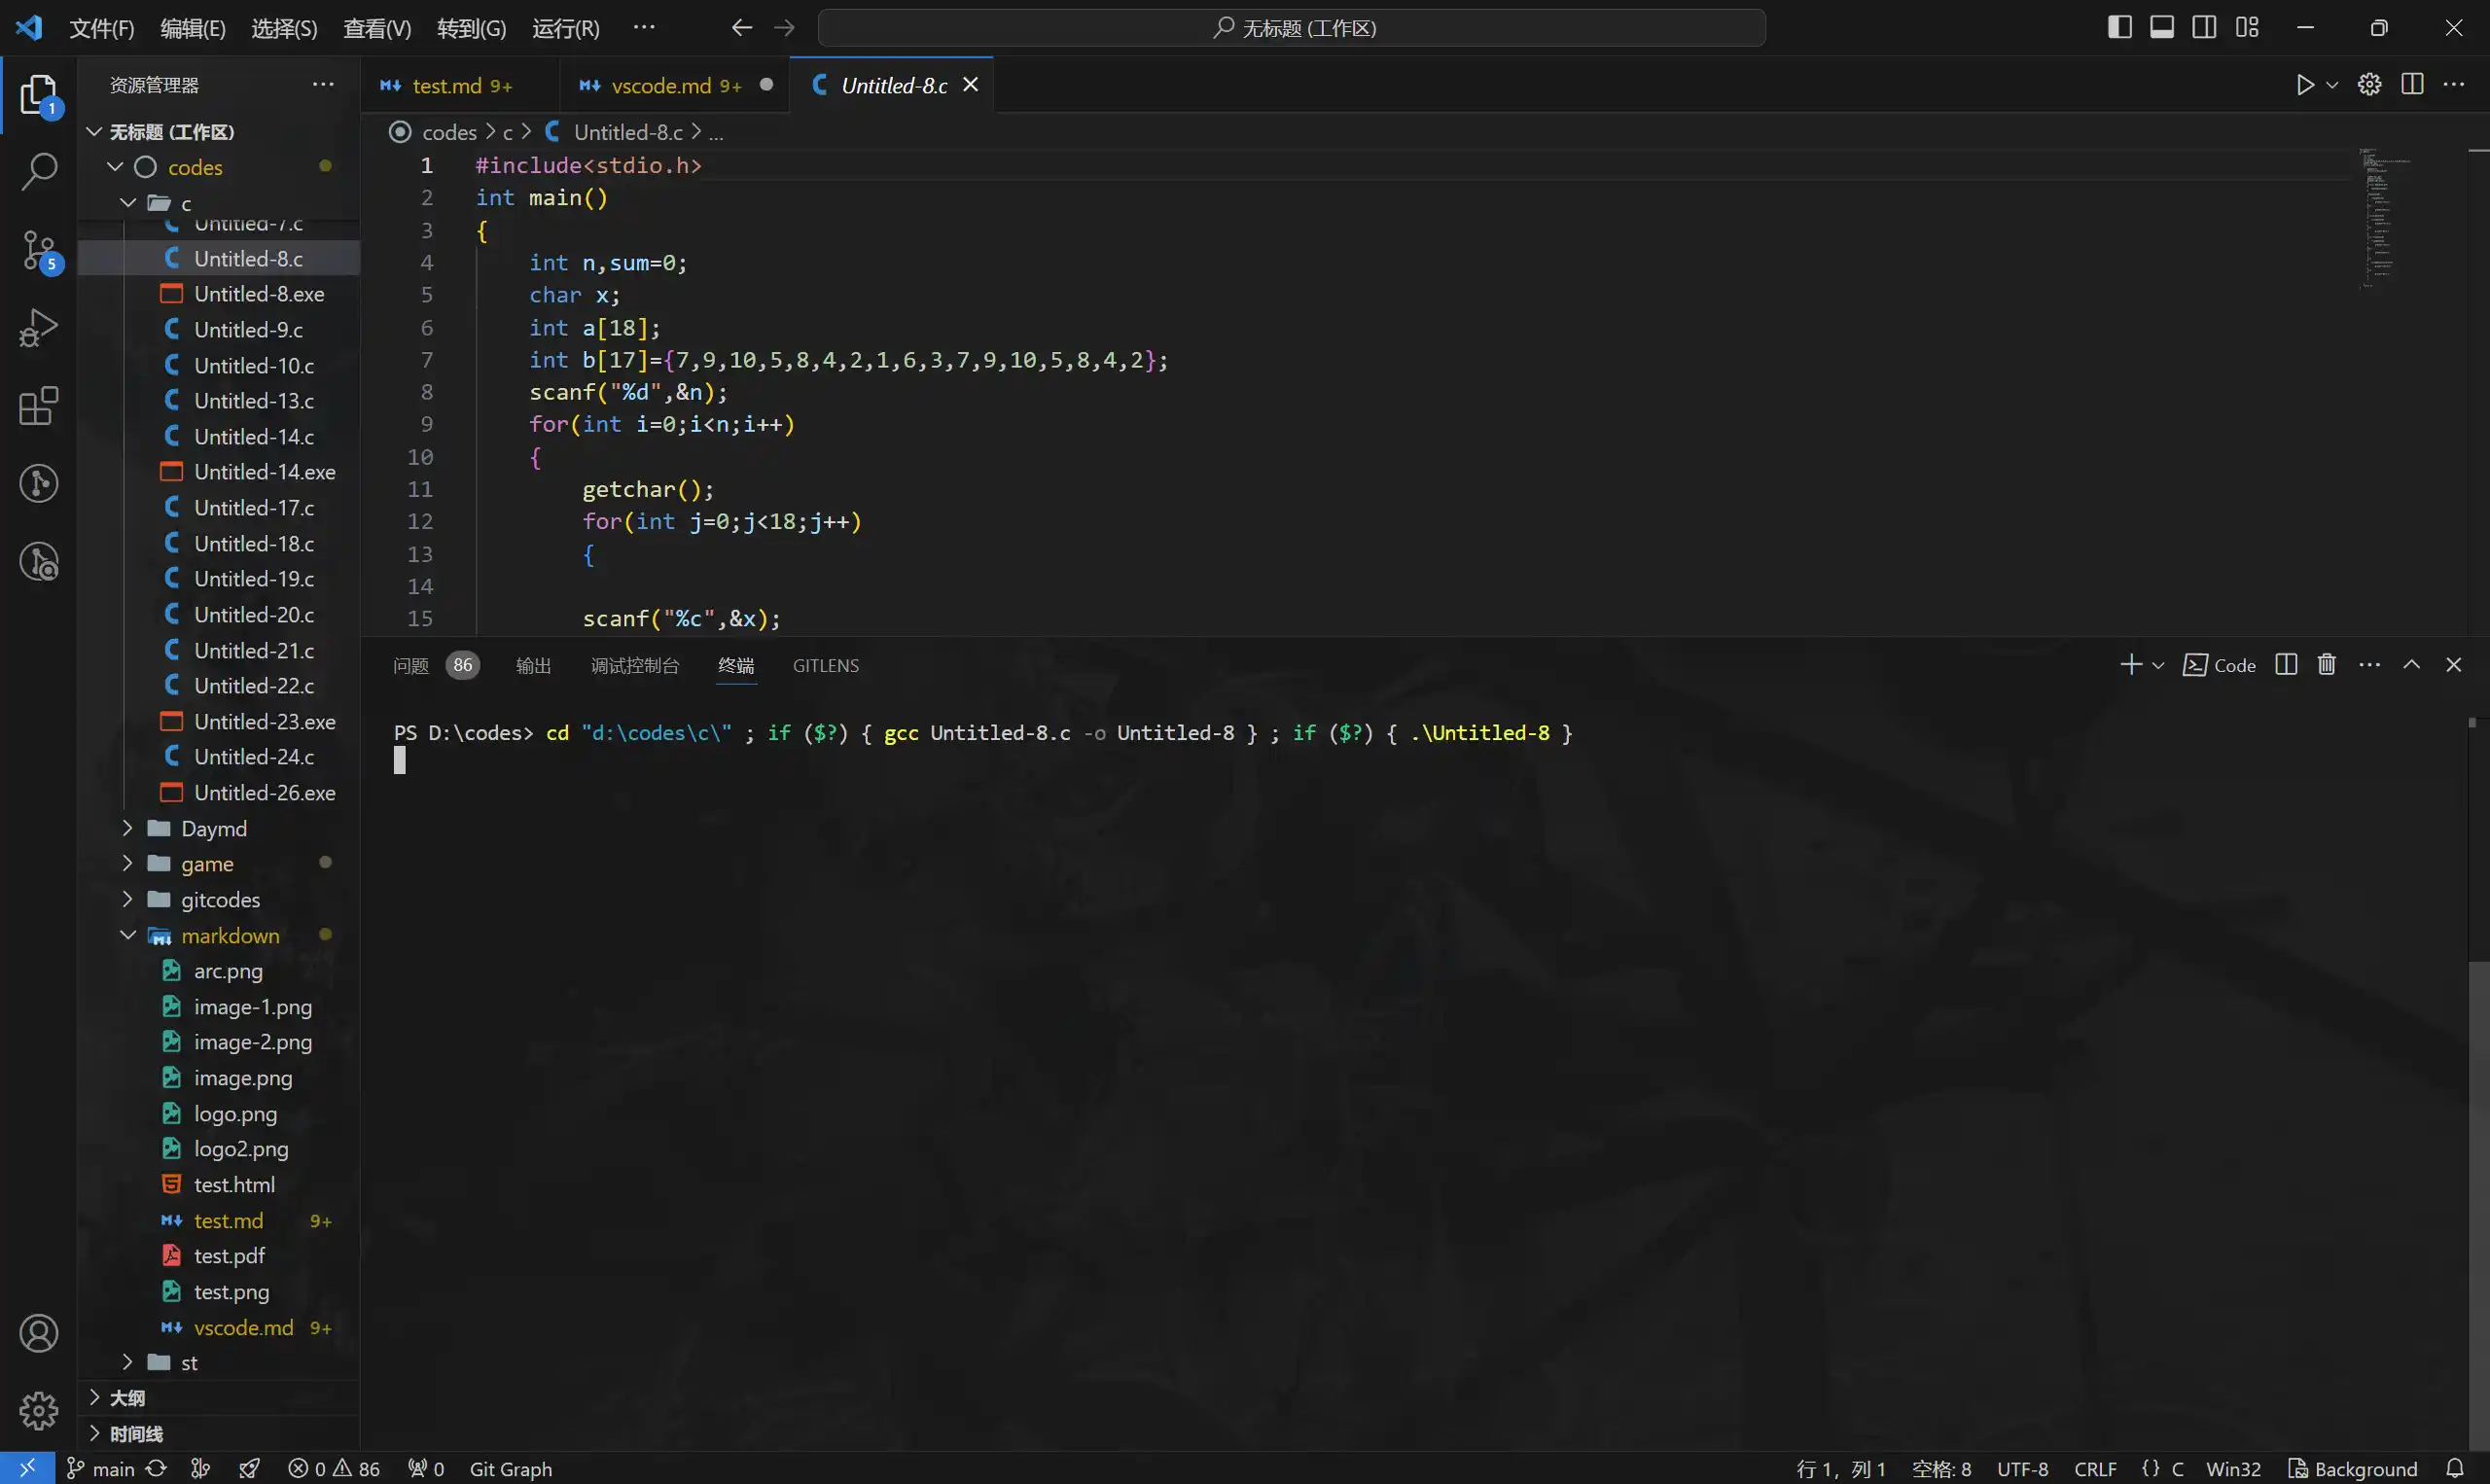 文件(F) 编辑(E) 选择(S) 查看(V) 转到(G) 运行(R) ··· 无标题 (工作区)
资源管理器
1
5
无标题 (工作区)
codes
c
Untitled-7.c
Untitled-8.c
Untitled-8.exe
Untitled-9.c
Untitled-10.c
Untitled-13.c
Untitled-14.c
Untitled-14.exe
Untitled-17.c
Untitled-18.c
Untitled-19.c
Untitled-20.c
Untitled-21.c
Untitled-22.c
Untitled-23.exe
Untitled-24.c
Untitled-26.exe
Daymd
game
gitcodes
markdown
arc.png
image-1.png
image-2.png
image.png
logo.png
logo2.png
test.html
test.md 9+
test.pdf
test.png
vscode.md 9+
st
大纲
时间线
test.md 9+ vscode.md 9+ Untitled-8.c
codes > c > Untitled-8.c > ...
1 #include<stdio.h>
2 int main()
3 {
4 int n,sum=0;
5 char x;
6 int a[18];
7 int b[17]={7,9,10,5,8,4,2,1,6,3,7,9,10,5,8,4,2};
8 scanf("%d",&n);
9 for(int i=0;i<n;i++)
10 {
11 getchar();
12 for(int j=0;j<18;j++)
13 {
14
15 scanf("%c",&x);
问题 86 输出 调试控制台 终端 GITLENS Code
PS D:\codes> cd "d:\codes\c\" ; if ($?) { gcc Untitled-8.c -o Untitled-8 } ; if ($?) { .\Untitled-8 }
main 0 86 0 Git Graph 行 1，列 1 空格: 8 UTF-8 CRLF {} C Win32 Background